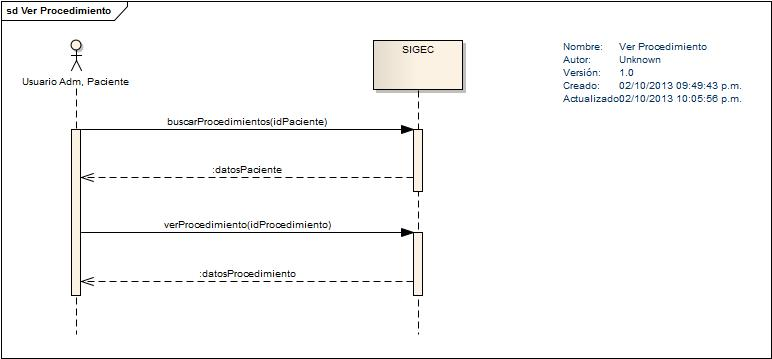 sd Ver Procedimiento
Usuario Adm, Paciente
SIGEC
Nombre: Ver Procedimiento
Autor: Unknown
Versión: 1.0
Creado: 02/10/2013 09:49:43 p.m.
Actualizado02/10/2013 10:05:56 p.m.
buscarProcedimientos(idPaciente)
:datosPaciente
verProcedimiento(idProcedimiento)
:datosProcedimiento